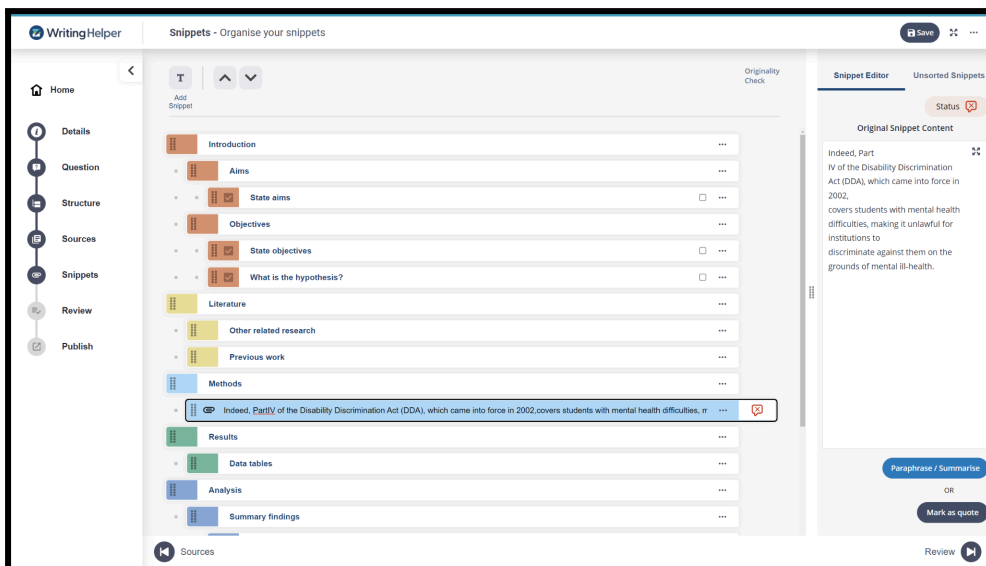 WritingHelper
Snippets - Organise your snippets
Save
Home
Details
Question
Structure
Sources
Snippets
Review
Publish
T
Add
Snippet
Originality
Check
Introduction
Aims
State aims
Objectives
State objectives
What is the hypothesis?
Literature
Other related research
Previous work
Methods
Indeed, PartIV of the Disability Discrimination Act (DDA), which came into force in 2002,covers students with mental health difficulties, m
Results
Data tables
Analysis
Summary findings
Snippet Editor
Unsorted Snippets
Status
Original Snippet Content
Indeed, Part
IV of the Disability Discrimination
Act (DDA), which came into force in
2002,
covers students with mental health
difficulties, making it unlawful for
institutions to
discriminate against them on the
grounds of mental ill-health.
Paraphrase / Summarise
OR
Mark as quote
Sources
Review